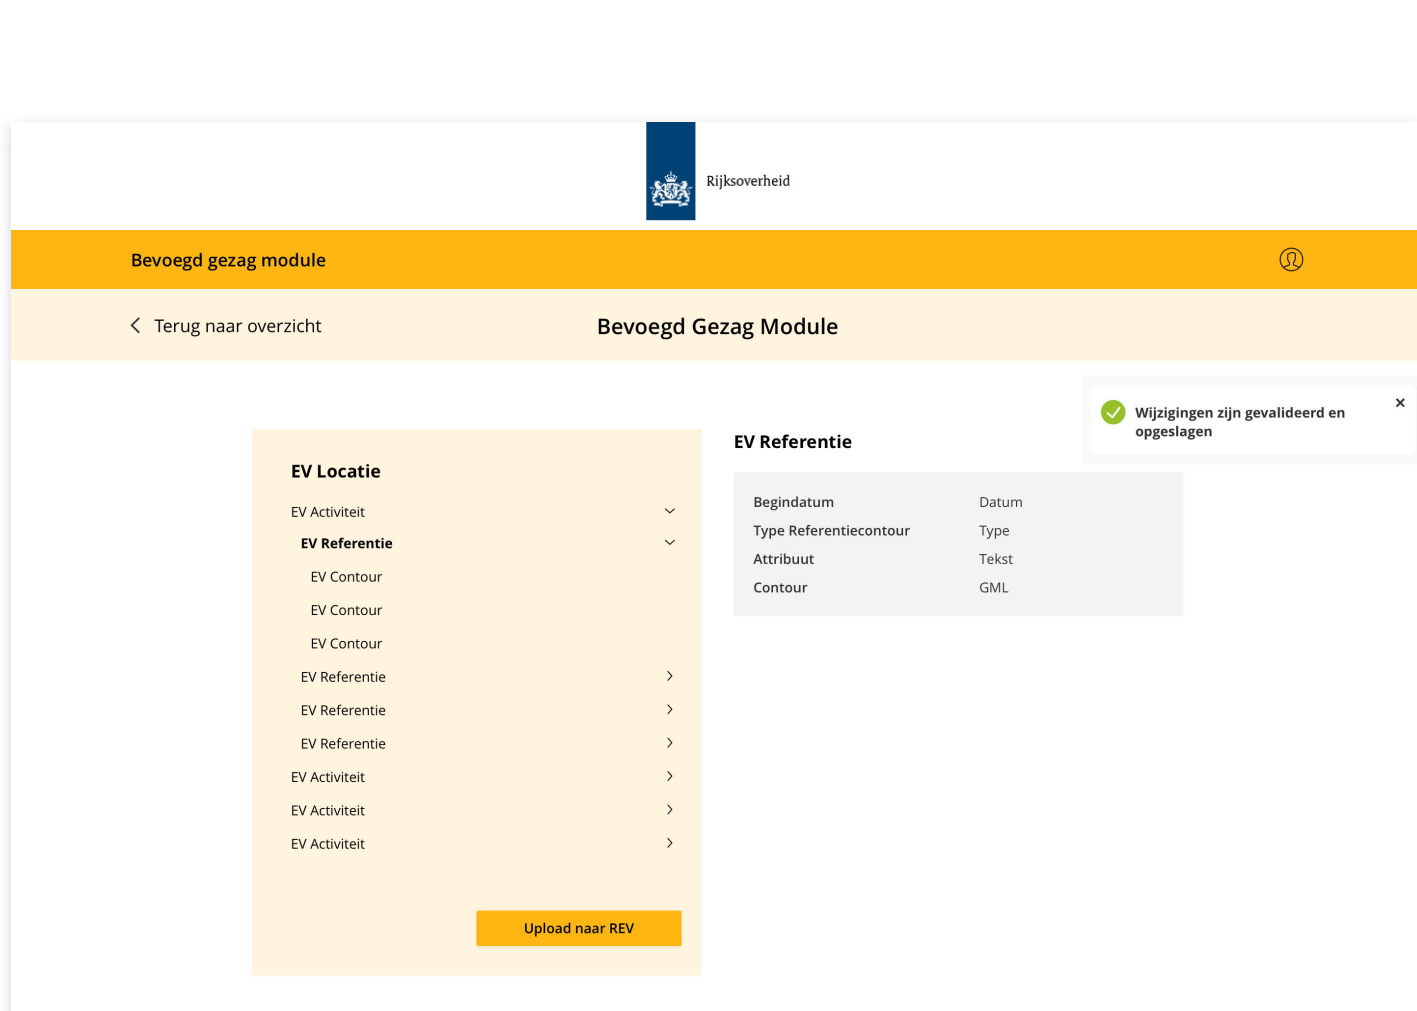 Rijksoverheid
Bevoegd gezag module
Terug naar overzicht
Bevoegd Gezag Module
Wijzigingen zijn gevalideerd en
opgeslagen
EV Locatie
EV Activiteit
EV Referentie
EV Contour
EV Contour
EV Contour
EV Referentie
EV Referentie
EV Referentie
EV Activiteit
EV Activiteit
EV Activiteit
Upload naar REV
EV Referentie
Begindatum Datum
Type Referentiecontour Type
Attribuut Tekst
Contour GML